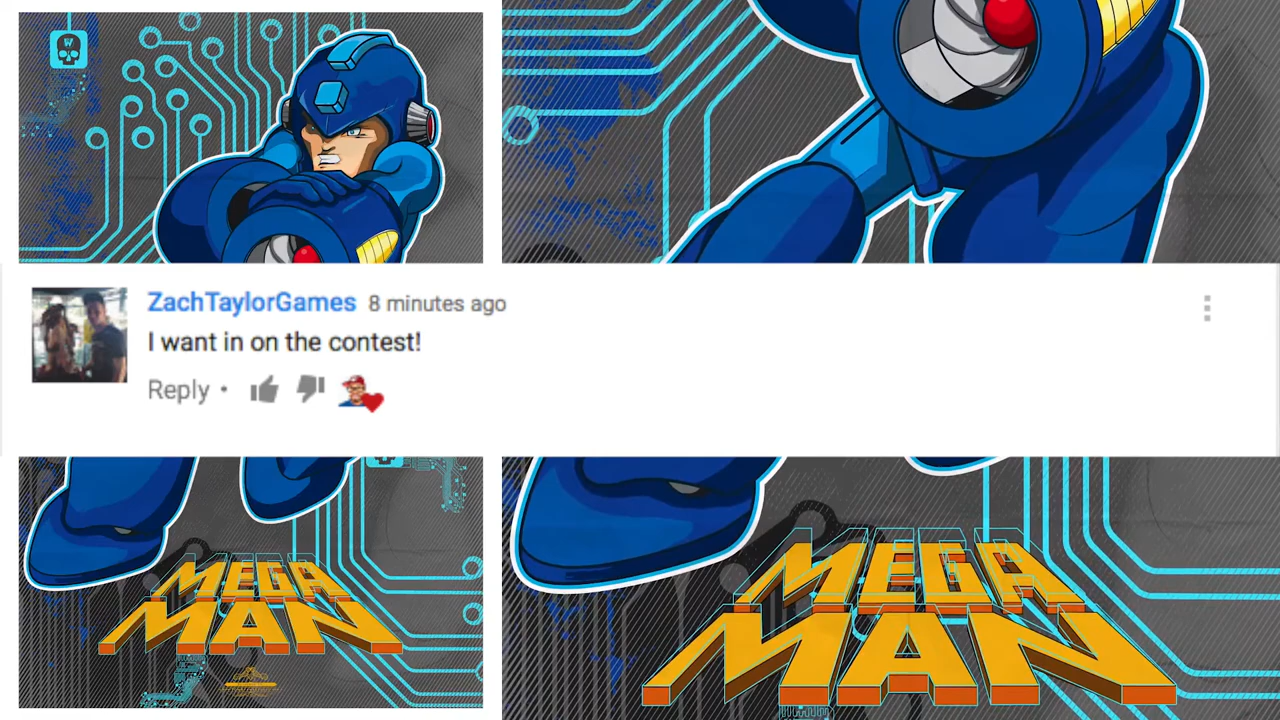 W
ZachTaylorGames 8 minutes ago
I want in on the contest!
Reply •
MEGA
MAN
MEGA
MAN